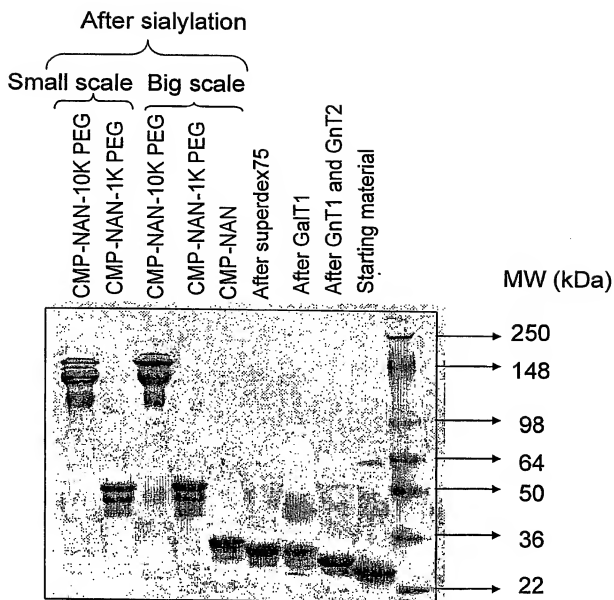 After sialylation
Small scale
Big scale
CMP-NAN-10K PEG
CMP-NAN-1K PEG
CMP-NAN-10K PEG
CMP-NAN-1K PEG
CMP-NAN
After superdex75
After GalT1
After GnT1 and GnT2
Starting material
MW (kDa)
250
148
98
64
50
36
22